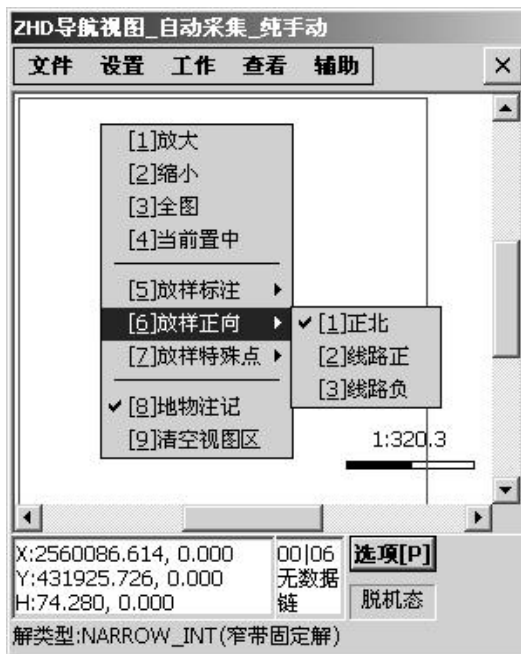 ZHD导航视图_自动采集_纯手动
文件 设置 工作 查看 辅助
[1]放大
[2]缩小
[3]全图
[4]当前置中
[5]放样标注
[6]放样正向
[7]放样特殊点
[8]地物注记
[9]清空视图区
[1]正北
[2]线路正
[3]线路负
1:320.3
X:2560086.614, 0.000
Y:431925.726, 0.000
H:74.280, 0.000
00|06
无数据
链
选项[P]
脱机态
解类型:NARROW_INT(窄带固定解)